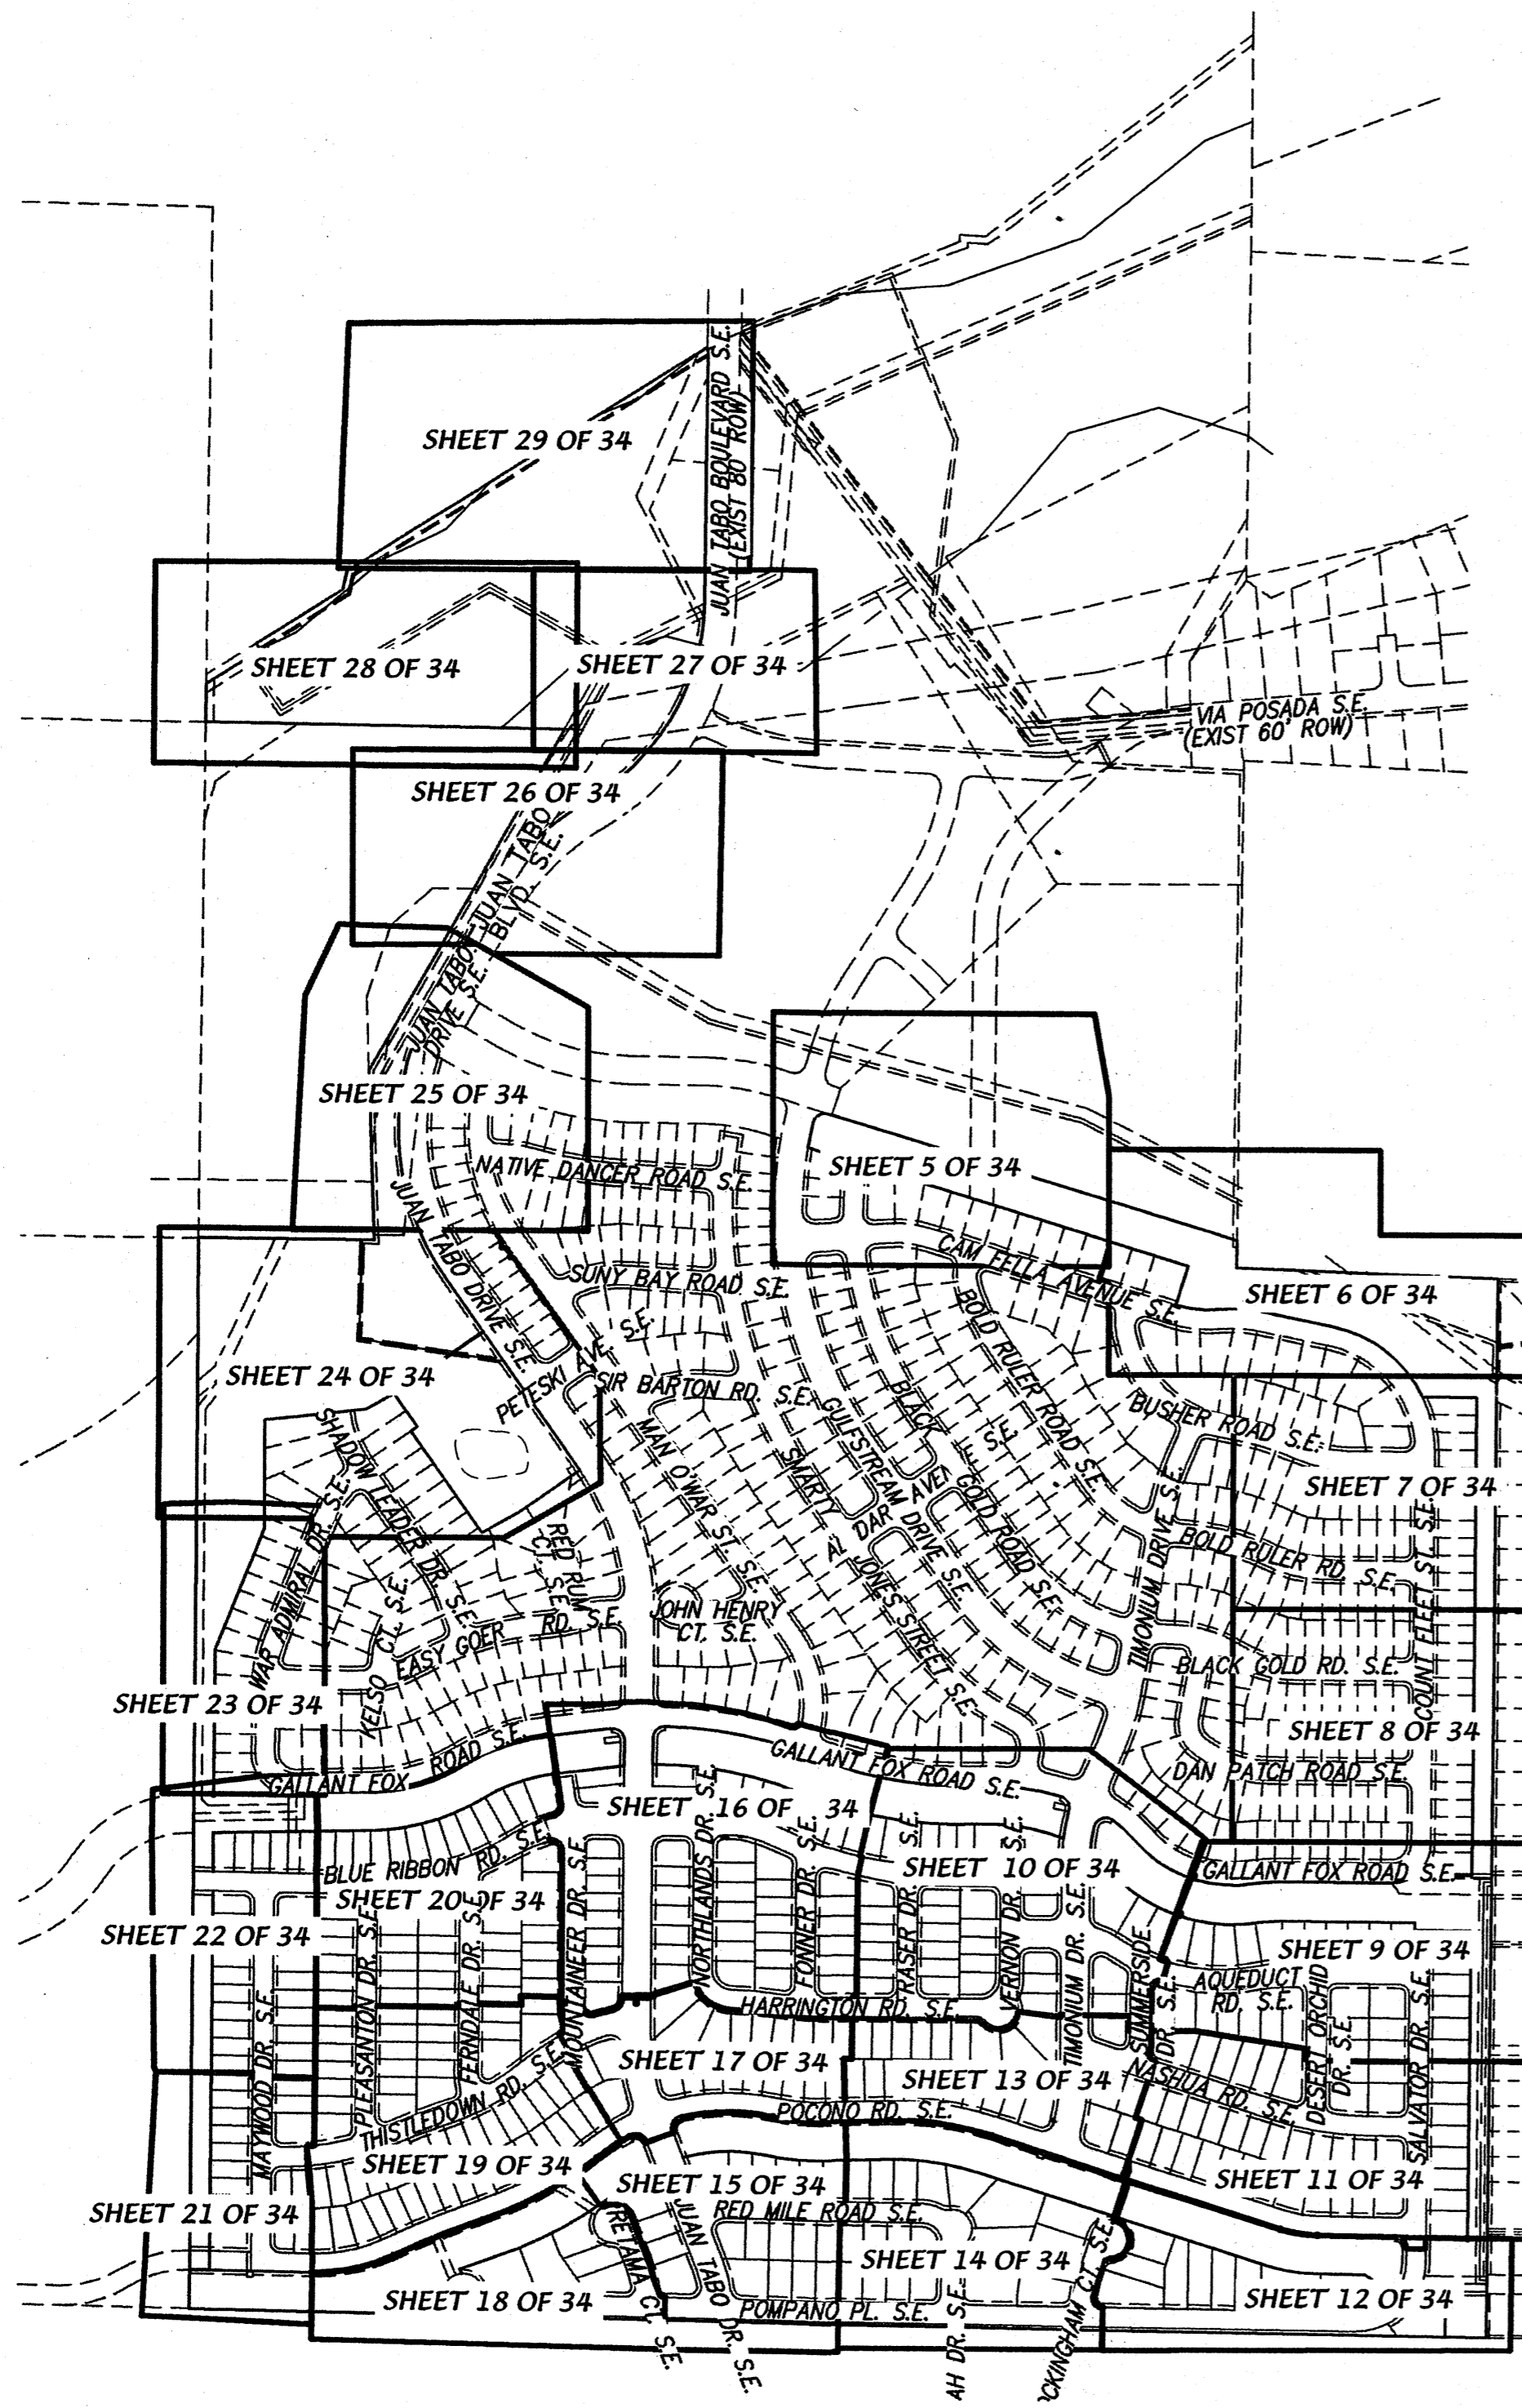 JUAN TABO BOULEVARD S.E.
(EXIST 80' ROW)
SHEET 29 OF 34
SHEET 28 OF 34
SHEET 27 OF 34
VIA POSADA S.E.
(EXIST 60' ROW)
SHEET 26 OF 34
JUAN TABO
JUAN TABO
BLVD. S.E.
JUAN TABO
DRIVE S.E.
SHEET 25 OF 34
NATIVE DANCER ROAD S.E.
SHEET 5 OF 34
JUAN TABO DRIVE S.E.
SUNY BAY ROAD S.E.
CAM FELLA AVENUE S.E.
SHEET 6 OF 34
BOLD RULER ROAD S.E.
SHEET 24 OF 34
PETESKI AVE S.E.
SIR BARTON RD. S.E.
GULFSTREAM DRIVE S.E.
BLACK GOLD ROAD S.E.
BUSHER ROAD S.E.
SHADOW LEADER DR. S.E.
MAN O'WAR ST. S.E.
SMARTY JONES STREET S.E.
SHEET 7 OF 34
WAR ADMIRAL DR. S.E.
RED RUM
CT. S.E.
TIMONIUM DRIVE S.E.
BOLD RULER RD. S.E.
COUNT FLEET ST. S.E.
KELSO CT. S.E.
EASY GOER RD. S.E.
JOHN HENRY
CT. S.E.
BLACK GOLD RD. S.E.
SHEET 23 OF 34
SHEET 8 OF 34
GALLANT FOX ROAD S.E.
GALLANT FOX ROAD S.E.
DAN PATCH ROAD S.E.
SHEET 16 OF 34
BLUE RIBBON RD. S.E.
SHEET 10 OF 34
GALLANT FOX ROAD S.E.
SHEET 20 OF 34
SHEET 22 OF 34
MAYWOOD DR. S.E.
PLEASANTON DR. S.E.
FERNDALE DR. S.E.
MOUNTAINEER DR. S.E.
NORTHLANDS DR. S.E.
FONNER DR. S.E.
FRASER DR. S.E.
VERNON DR. S.E.
TIMONIUM DR. S.E.
SUMMERSIDE
DR. S.E.
SHEET 9 OF 34
AQUEDUCT
RD. S.E.
DESERT ORCHID
DR. S.E.
SALVATOR DR. S.E.
HARRINGTON RD. S.E.
SHEET 17 OF 34
SHEET 13 OF 34
NASHUA RD. S.E.
THISTLEDOWN RD. S.E.
POCONO RD. S.E.
SHEET 19 OF 34
SHEET 15 OF 34
SHEET 11 OF 34
SHEET 21 OF 34
RED MILE ROAD S.E.
RETAMA CT. S.E.
JUAN TABO DR. S.E.
SHEET 14 OF 34
SHEET 18 OF 34
POMPANO PL. S.E.
SHEET 12 OF 34
AH DR. S.E.
CKINGHAM CT. S.E.